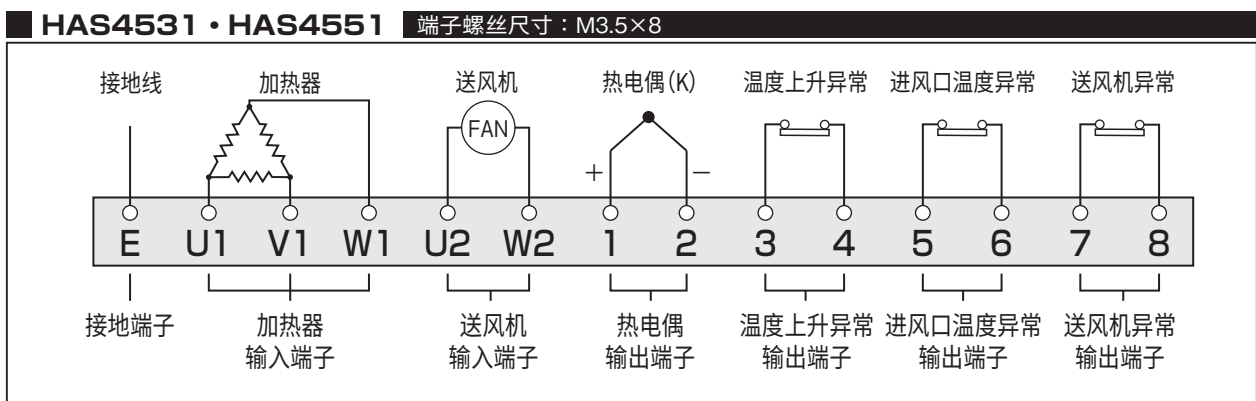 HAS4531・HAS4551 端子螺丝尺寸：M3.5×8
接地线 加热器 送风机 热电偶(K) 温度上升异常 进风口温度异常 送风机异常
FAN
+ −
E U1 V1 W1 U2 W2 1 2 3 4 5 6 7 8
接地端子 加热器 送风机 热电偶 温度上升异常 进风口温度异常 送风机异常
输入端子 输入端子 输出端子 输出端子 输出端子 输出端子